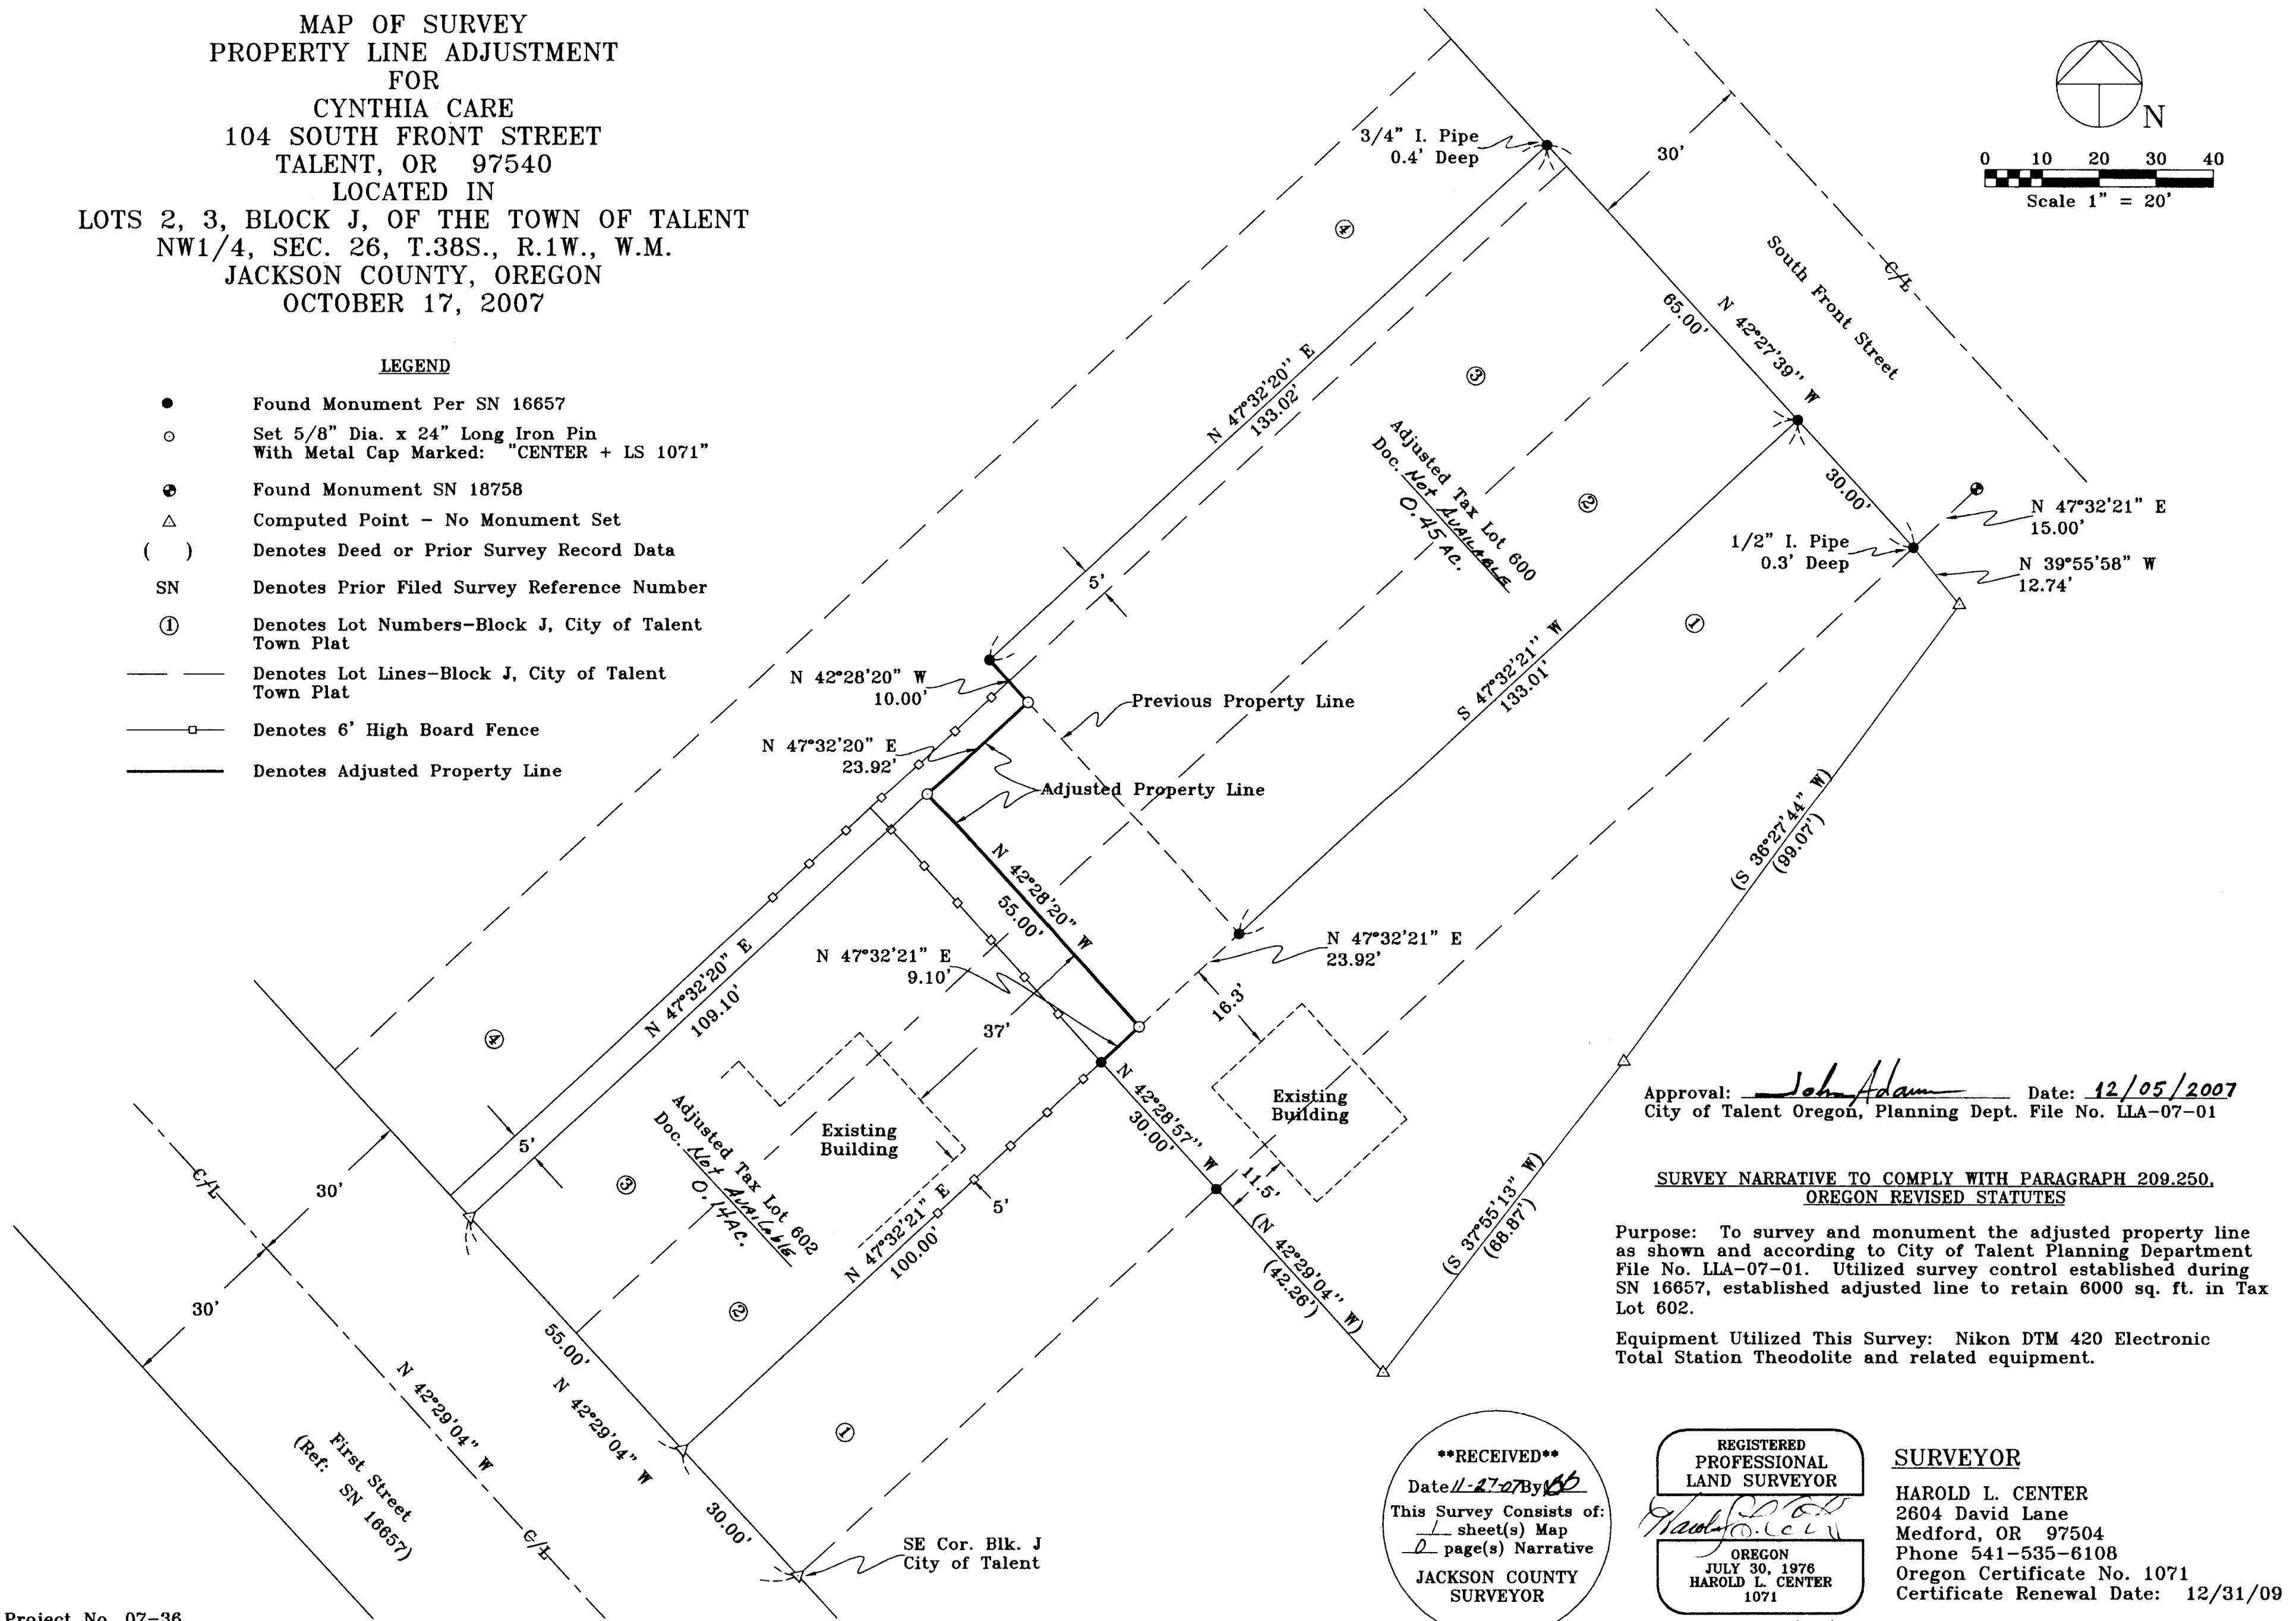 MAP OF SURVEY
PROPERTY LINE ADJUSTMENT
FOR
CYNTHIA CARE
104 SOUTH FRONT STREET
TALENT, OR 97540
LOCATED IN
LOTS 2, 3, BLOCK J, OF THE TOWN OF TALENT
NW1/4, SEC. 26, T.38S., R.1W., W.M.
JACKSON COUNTY, OREGON
OCTOBER 17, 2007
LEGEND
Found Monument Per SN 16657
Set 5/8" Dia. x 24" Long Iron Pin
With Metal Cap Marked: "CENTER + LS 1071"
Found Monument SN 18758
Computed Point - No Monument Set
( ) Denotes Deed or Prior Survey Record Data
SN Denotes Prior Filed Survey Reference Number
① Denotes Lot Numbers-Block J, City of Talent
Town Plat
Denotes Lot Lines-Block J, City of Talent
Town Plat
Denotes 6' High Board Fence
Denotes Adjusted Property Line
N
0 10 20 30 40
Scale 1" = 20'
3/4" I. Pipe
0.4' Deep
30'
④
South Front Street
C/L
65.00'
N 42°27'39" W
③
N 47°32'20" E
133.02'
Adjusted Tax Lot 600
Doc. Not Available
0.45 AC.
②
30.00'
N 47°32'21" E
15.00'
1/2" I. Pipe
0.3' Deep
N 39°55'58" W
12.74'
5'
①
S 47°32'21" W
133.01'
N 42°28'20" W
10.00'
Previous Property Line
N 47°32'20" E
23.92'
Adjusted Property Line
(S 36°27'44" W)
(99.07')
N 42°28'20" W
55.00'
N 47°32'21" E
23.92'
N 47°32'21" E
9.10'
16.3'
N 47°32'20" E
109.10'
37'
④
Existing
Building
Existing
Building
N 42°28'57" W
30.00'
11.5'
Adjusted Tax Lot 602
Doc. Not Available
0.14 AC.
5'
③
5'
N 47°32'21" E
100.00'
(N 42°29'04" W)
(42.26')
(S 37°55'13" W)
(68.87')
C/L
30'
30'
②
55.00'
N 42°29'04" W
N 42°29'04" W
①
First Street
(Ref: SN 16657)
C/L
30.00'
SE Cor. Blk. J
City of Talent
Approval: John Adam Date: 12/05/2007
City of Talent Oregon, Planning Dept. File No. LLA-07-01
SURVEY NARRATIVE TO COMPLY WITH PARAGRAPH 209.250,
OREGON REVISED STATUTES
Purpose: To survey and monument the adjusted property line
as shown and according to City of Talent Planning Department
File No. LLA-07-01. Utilized survey control established during
SN 16657, established adjusted line to retain 6000 sq. ft. in Tax
Lot 602.
Equipment Utilized This Survey: Nikon DTM 420 Electronic
Total Station Theodolite and related equipment.
**RECEIVED**
Date 11-27-07 By
This Survey Consists of:
1 sheet(s) Map
0 page(s) Narrative
JACKSON COUNTY
SURVEYOR
REGISTERED
PROFESSIONAL
LAND SURVEYOR
OREGON
JULY 30, 1976
HAROLD L. CENTER
1071
SURVEYOR
HAROLD L. CENTER
2604 David Lane
Medford, OR 97504
Phone 541-535-6108
Oregon Certificate No. 1071
Certificate Renewal Date: 12/31/09
Project No. 07-36